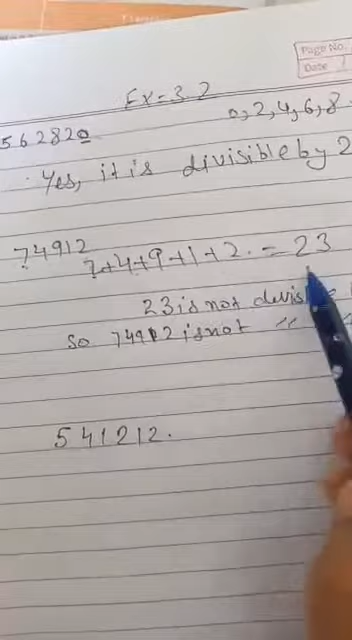 Page No.
Date
Ex = 3.2
0, 2, 4, 6, 8.
562820
Yes, it is divisible by 2
74912
7+4+9+1+2. = 23
23 is not
So 74912 is not "
541212.